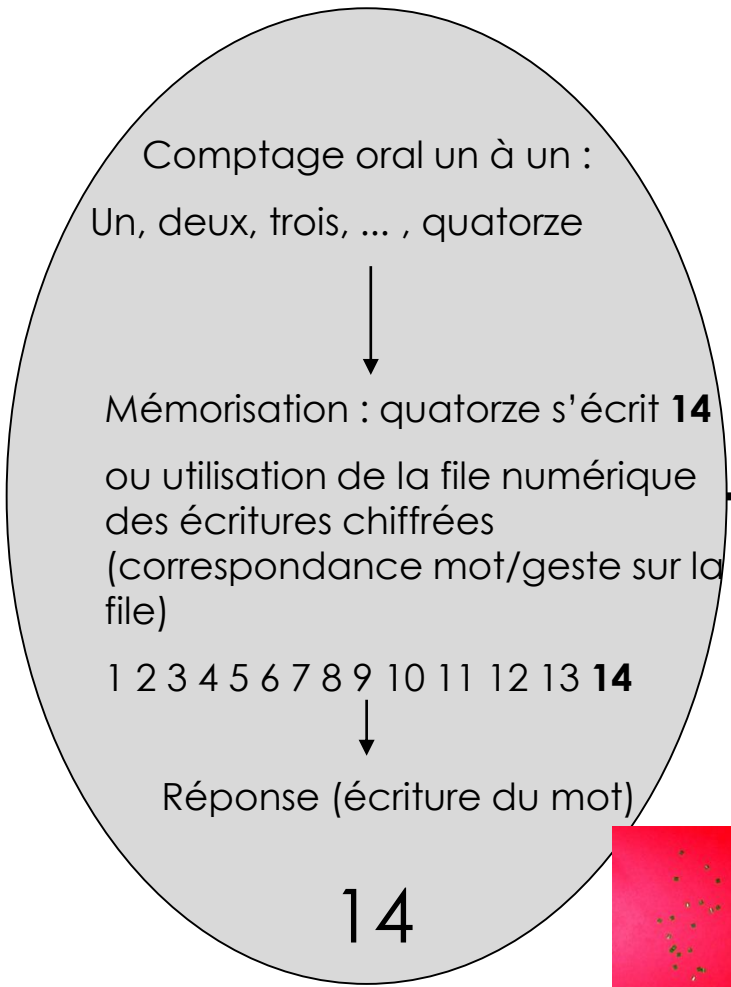 Comptage oral un à un :
Un, deux, trois, ... , quatorze
Mémorisation : quatorze s’écrit 14
ou utilisation de la file numérique
des écritures chiffrées
(correspondance mot/geste sur la
file)
1 2 3 4 5 6 7 8 9 10 11 12 13 14
Réponse (écriture du mot)
14